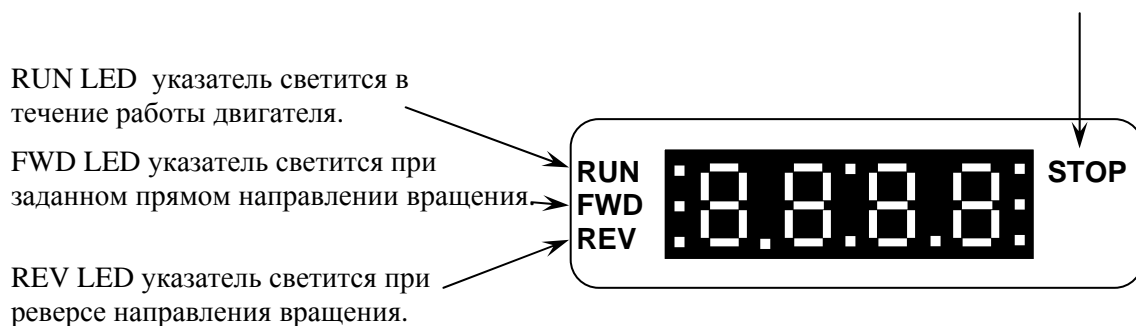 RUN LED указатель светится в
течение работы двигателя.
FWD LED указатель светится при
заданном прямом направлении вращения.
REV LED указатель светится при
реверсе направления вращения.
RUN
FWD
REV
8.8.8.8
STOP